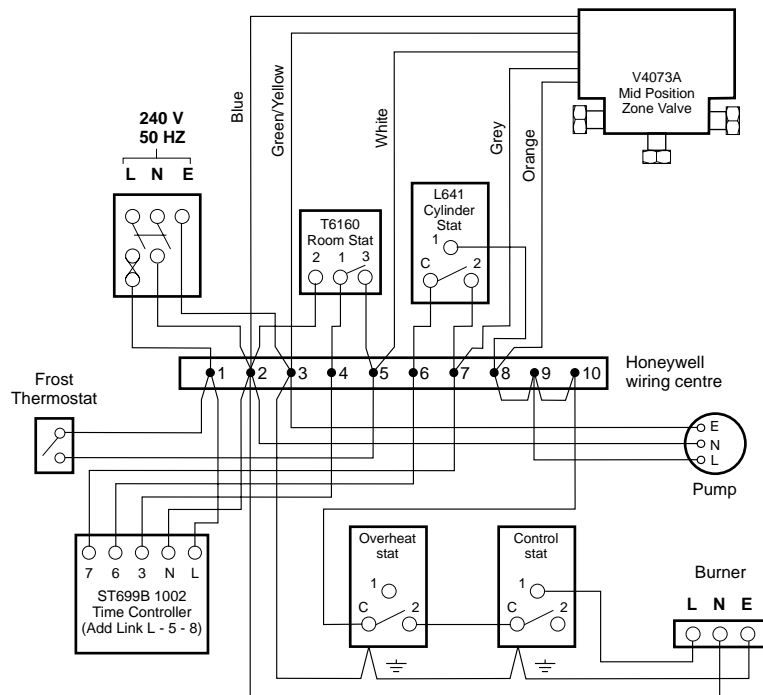 V4073A
Mid Position
Zone Valve
Blue
Green/Yellow
White
Grey
Orange
240 V
50 HZ
L N E
T6160
Room Stat
2 1 3
L641
Cylinder
Stat
1
C 2
1 2 3 4 5 6 7 8 9 10
Honeywell
wiring centre
Frost
Thermostat
E
N
L
Pump
7 6 3 N L
ST699B 1002
Time Controller
(Add Link L - 5 - 8)
Overheat
stat
1
C 2
Control
stat
1
C 2
Burner
L N E